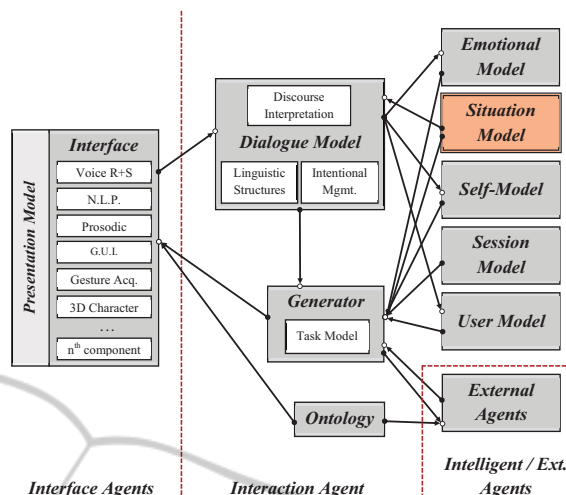 Presentation Model
Interface
Voice R+S
N.L.P.
Prosodic
G.U.I.
Gesture Acq.
3D Character
…
nth component
Discourse
Interpretation
Dialogue Model
Linguistic
Structures
Intentional
Mgmt.
Generator
Task Model
Ontology
Emotional
Model
Situation
Model
Self-Model
Session
Model
User Model
External
Agents
Interface Agents
Interaction Agent
Intelligent / Ext.
Agents